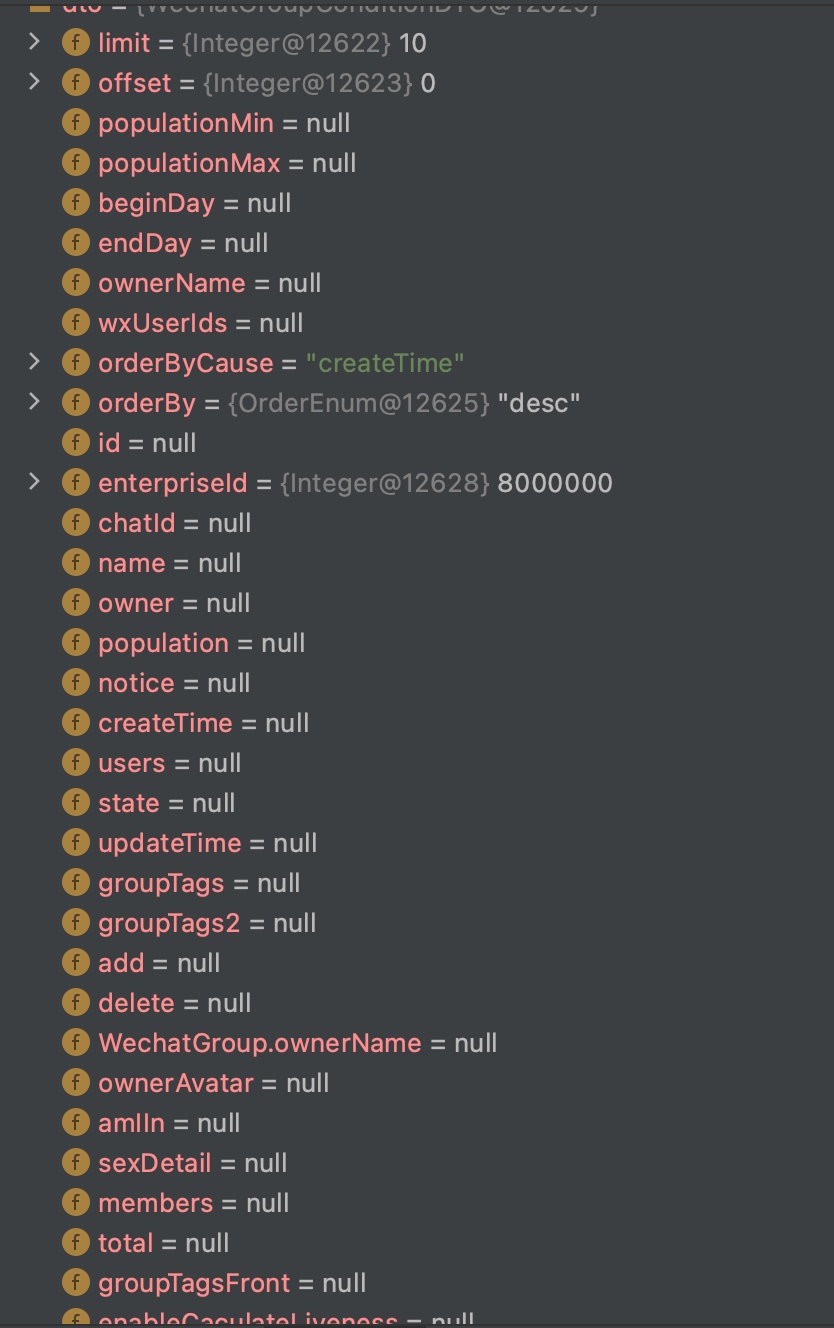 dto = {WechatGroupConditionDTO@12625}
limit = {Integer@12622} 10
offset = {Integer@12623} 0
populationMin = null
populationMax = null
beginDay = null
endDay = null
ownerName = null
wxUserIds = null
orderByCause = "createTime"
orderBy = {OrderEnum@12625} "desc"
id = null
enterpriseId = {Integer@12628} 8000000
chatId = null
name = null
owner = null
population = null
notice = null
createTime = null
users = null
state = null
updateTime = null
groupTags = null
groupTags2 = null
add = null
delete = null
WechatGroup.ownerName = null
ownerAvatar = null
amIIn = null
sexDetail = null
members = null
total = null
groupTagsFront = null
enableCaculateLiveness = null